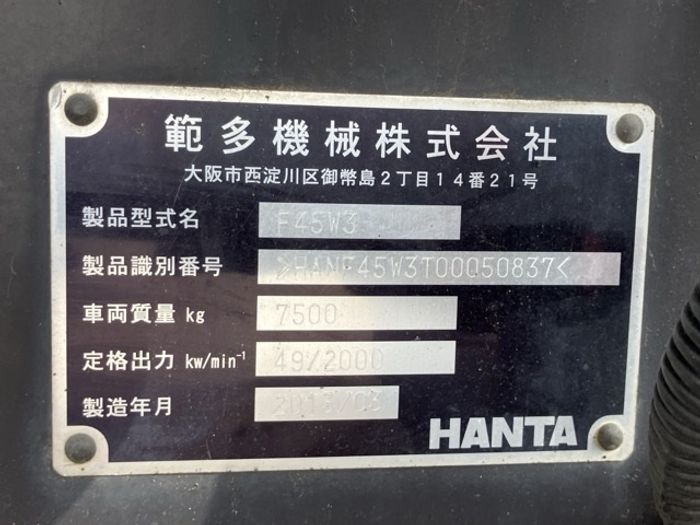 範多機械株式会社
大阪市西淀川区御幣島2丁目14番21号
製品型式名 F45W3
製品識別番号 >HANF45W3T00Q50837<
車両質量 kg 7500
定格出力 kw/min⁻¹ 49/2000
製造年月
HANTA